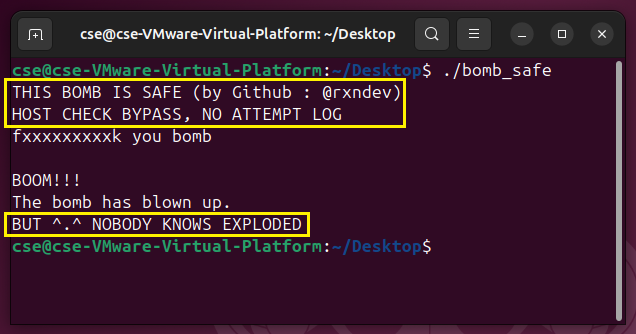 cse@cse-VMware-Virtual-Platform: ~/Desktop
cse@cse-VMware-Virtual-Platform:~/Desktop$ ./bomb_safe
THIS BOMB IS SAFE (by Github : @rxndev)
HOST CHECK BYPASS, NO ATTEMPT LOG
fxxxxxxxxxk you bomb
BOOM!!!
The bomb has blown up.
BUT ^.^ NOBODY KNOWS EXPLODED
cse@cse-VMware-Virtual-Platform:~/Desktop$